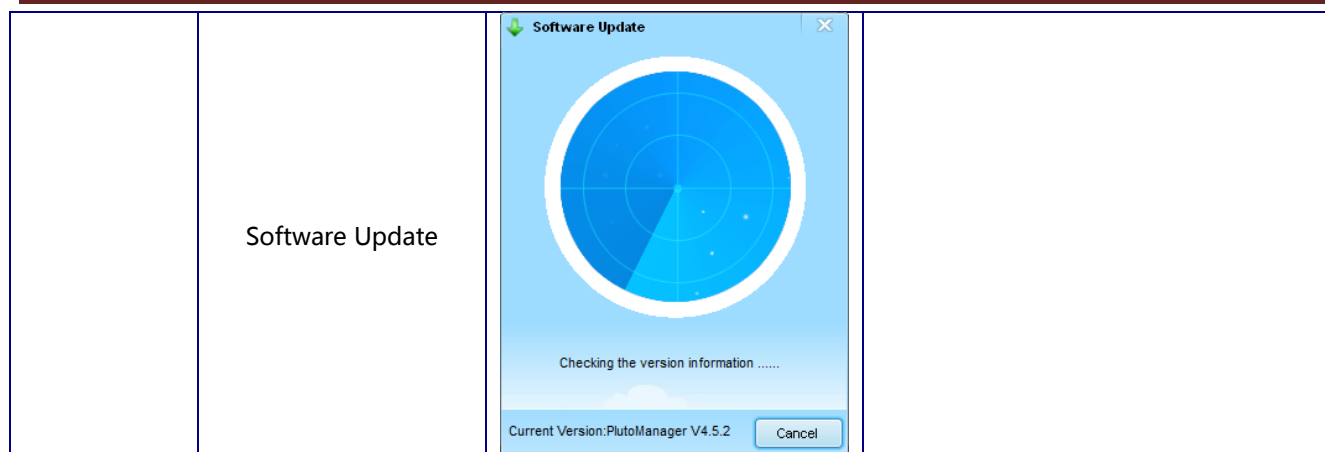 Software Update
Software Update
Checking the version information ......
Current Version:PlutoManager V4.5.2
Cancel